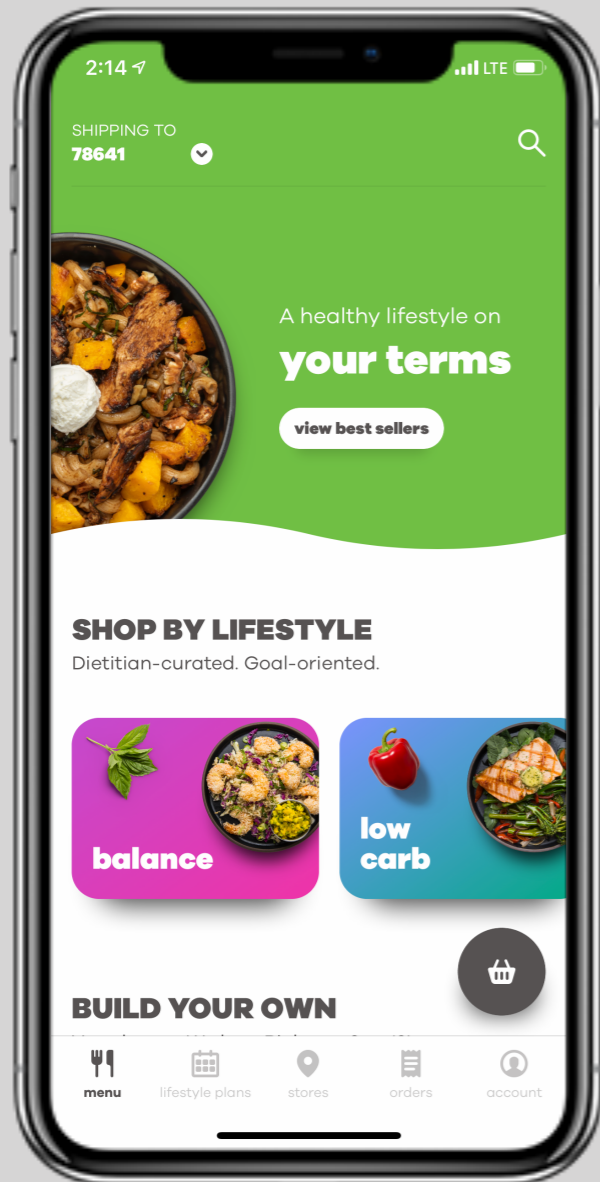 2:14
LTE
SHIPPING TO
78641
A healthy lifestyle on
your terms
view best sellers
SHOP BY LIFESTYLE
Dietitian-curated. Goal-oriented.
balance
low
carb
BUILD YOUR OWN
menu
lifestyle plans
stores
orders
account